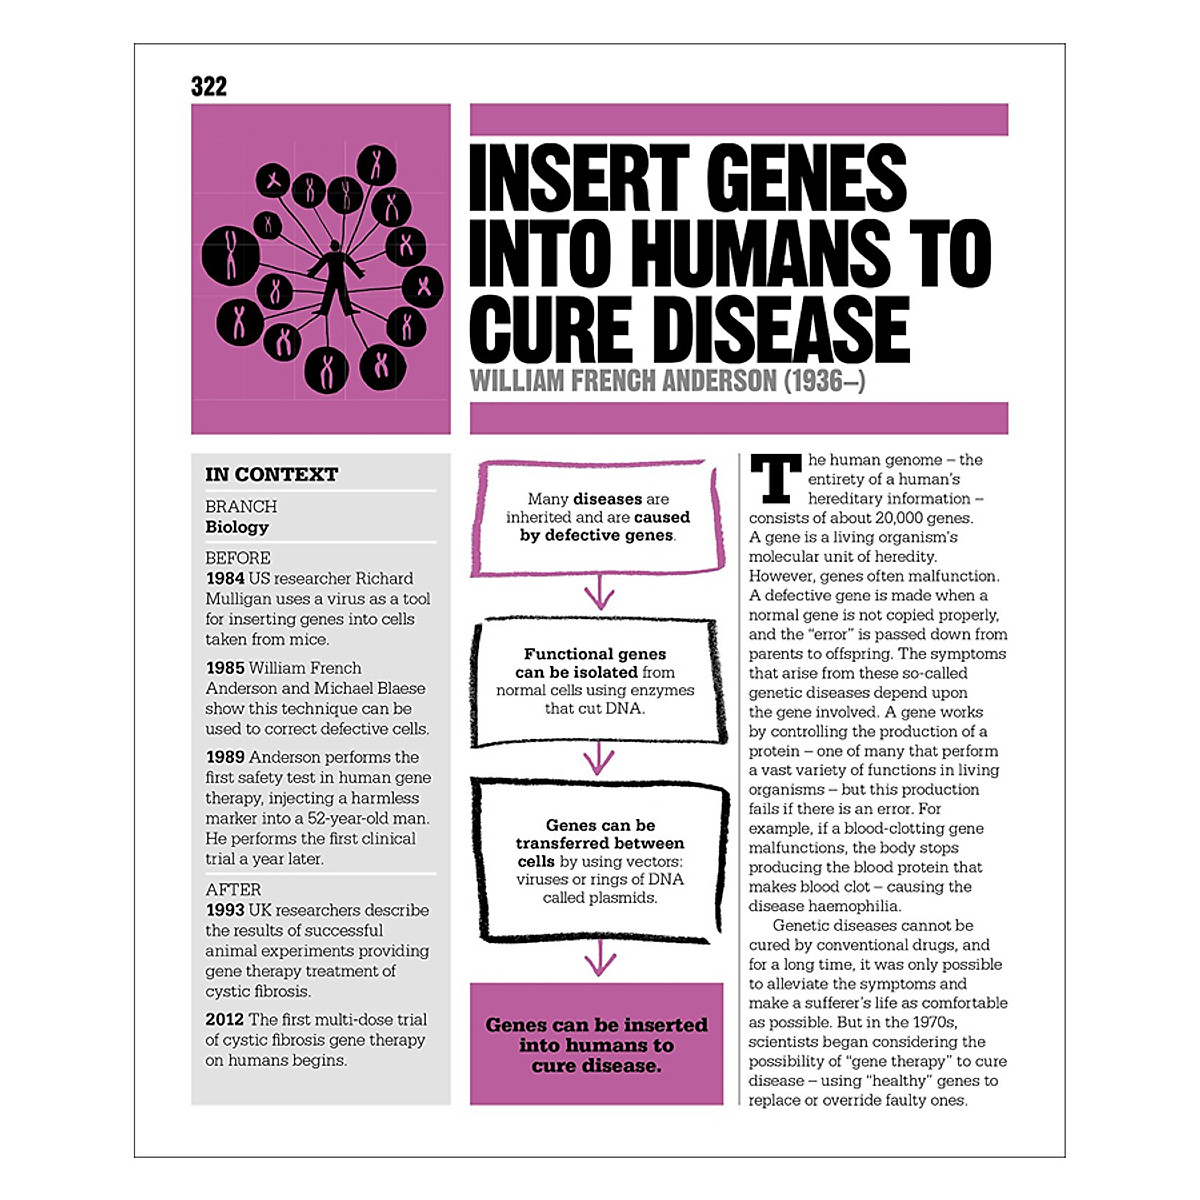 322
INSERT GENES
INTO HUMANS TO
CURE DISEASE
WILLIAM FRENCH ANDERSON (1936–)
IN CONTEXT
BRANCH
Biology
BEFORE
1984 US researcher Richard
Mulligan uses a virus as a tool
for inserting genes into cells
taken from mice.
1985 William French
Anderson and Michael Blaese
show this technique can be
used to correct defective cells.
1989 Anderson performs the
first safety test in human gene
therapy, injecting a harmless
marker into a 52-year-old man.
He performs the first clinical
trial a year later.
AFTER
1993 UK researchers describe
the results of successful
animal experiments providing
gene therapy treatment of
cystic fibrosis.
2012 The first multi-dose trial
of cystic fibrosis gene therapy
on humans begins.
Many diseases are
inherited and are caused
by defective genes.
Functional genes
can be isolated from
normal cells using enzymes
that cut DNA.
Genes can be
transferred between
cells by using vectors:
viruses or rings of DNA
called plasmids.
Genes can be inserted
into humans to
cure disease.
The human genome – the
entirety of a human's
hereditary information –
consists of about 20,000 genes.
A gene is a living organism's
molecular unit of heredity.
However, genes often malfunction.
A defective gene is made when a
normal gene is not copied properly,
and the "error" is passed down from
parents to offspring. The symptoms
that arise from these so-called
genetic diseases depend upon
the gene involved. A gene works
by controlling the production of a
protein – one of many that perform
a vast variety of functions in living
organisms – but this production
fails if there is an error. For
example, if a blood-clotting gene
malfunctions, the body stops
producing the blood protein that
makes blood clot – causing the
disease haemophilia.
Genetic diseases cannot be
cured by conventional drugs, and
for a long time, it was only possible
to alleviate the symptoms and
make a sufferer's life as comfortable
as possible. But in the 1970s,
scientists began considering the
possibility of "gene therapy" to cure
disease – using "healthy" genes to
replace or override faulty ones.